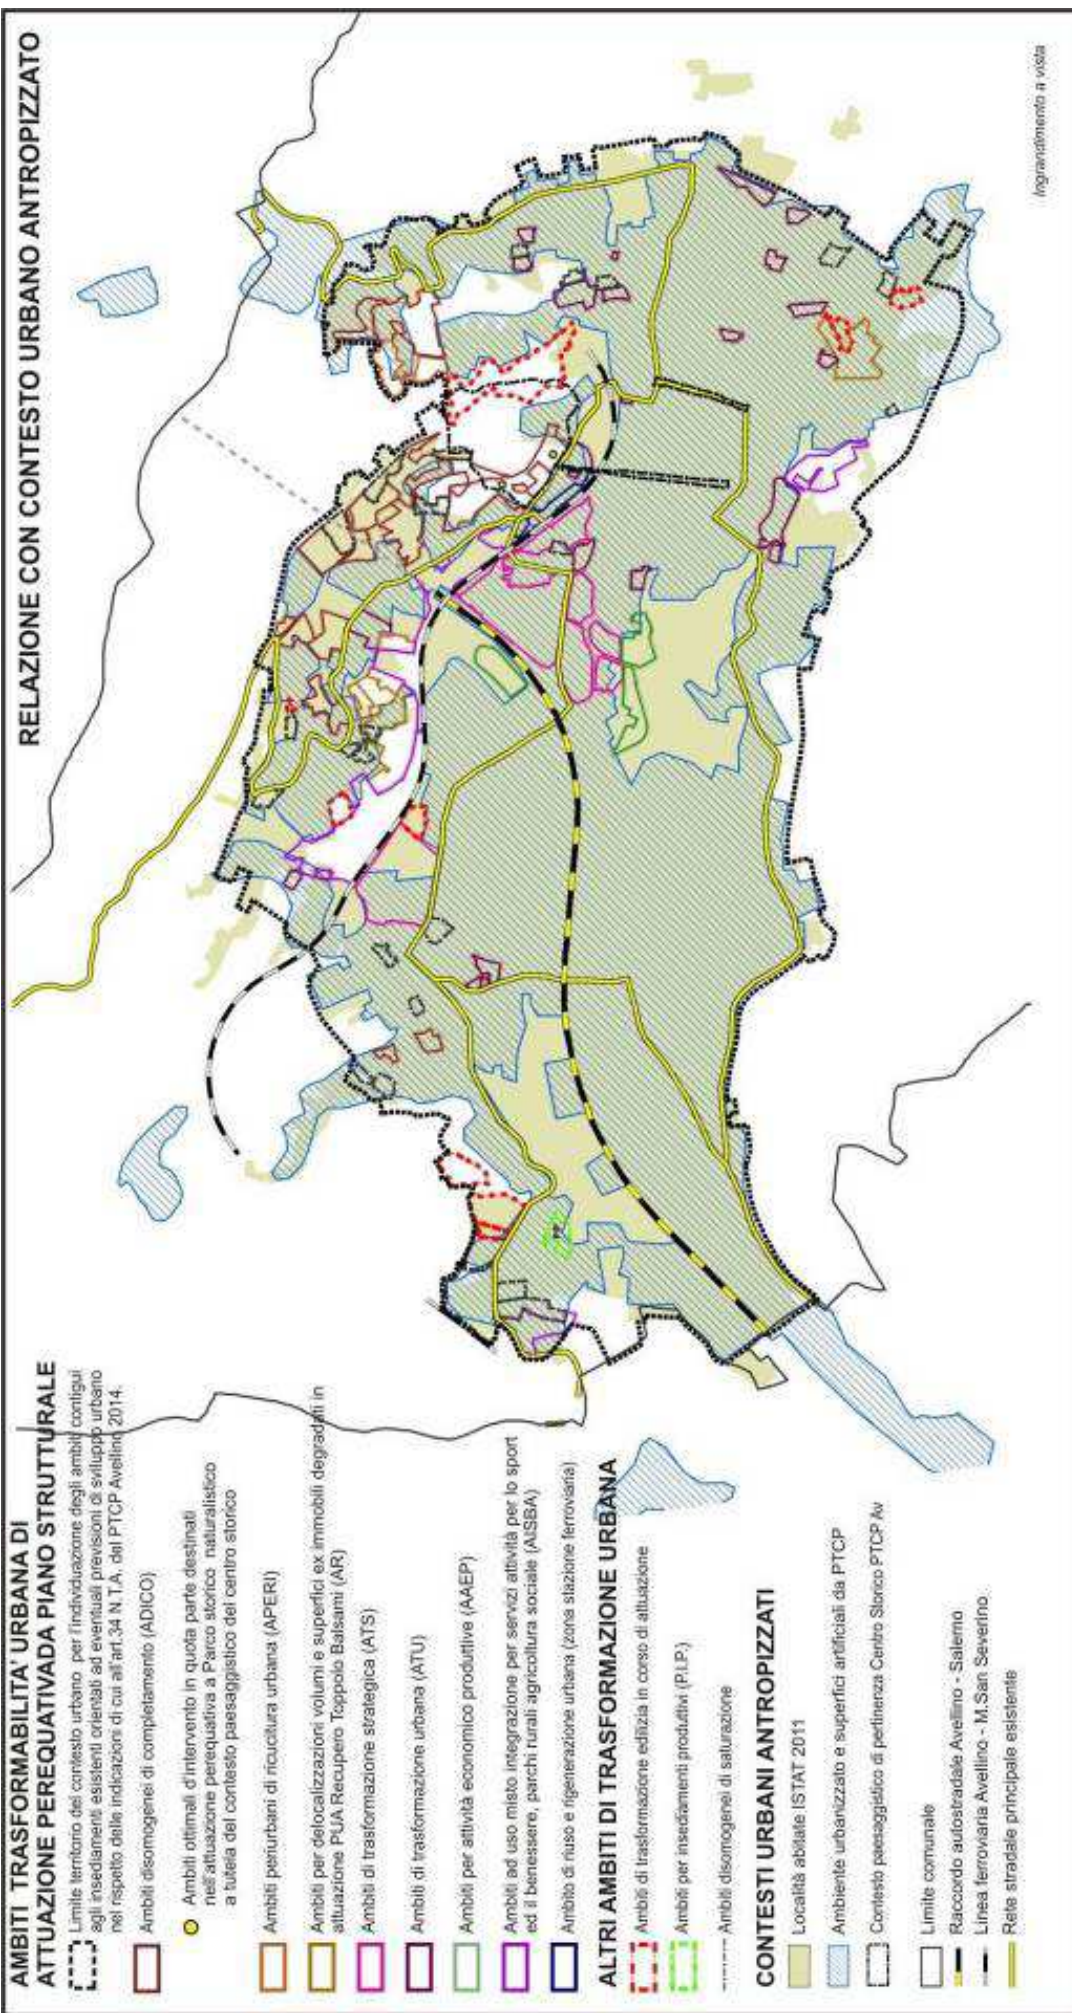 RELAZIONE CON CONTESTO URBANO ANTROPIZZATO
AMBITI TRASFORMABILITA' URBANA DI
ATTUAZIONE PEREQUATIVADA PIANO STRUTTURALE
Limite territorio del contesto urbano per l'individuazione degli ambiti contigui
agli insediamenti esistenti orientati ad eventuali previsioni di sviluppo urbano
nel rispetto delle indicazioni di cui all'art.34 N.T.A. del PTCP Avellino 2014.
Ambiti disomogenei di completamento (ADICO)
Ambiti ottimali d'intervento in quota parte destinati
nell'attuazione perequativa a Parco storico naturalistico
a tutela del contesto paesaggistico del centro storico
Ambiti periurbani di ricucitura urbana (APERI)
Ambiti per delocalizzazioni volumi e superfici ex immobili degradati in
attuazione PUA Recupero Toppolo Balsami (AR)
Ambiti di trasformazione strategica (ATS)
Ambiti di trasformazione urbana (ATU)
Ambiti per attività economico produttive (AAEP)
Ambiti ad uso misto integrazione per servizi attività per lo sport
ed il benessere, parchi rurali agricoltura sociale (AISBA)
Ambito di riuso e rigenerazione urbana (zona stazione ferroviaria)
ALTRI AMBITI DI TRASFORMAZIONE URBANA
Ambiti di trasformazione edilizia in corso di attuazione
Ambiti per insediamenti produttivi (P.I.P.)
Ambiti disomogenei di saturazione
CONTESTI URBANI ANTROPIZZATI
Località abitate ISTAT 2011
Ambiente urbanizzato e superfici artificiali da PTCP
Contesto paesaggistico di pertinenza Centro Storico PTCP Av
Limite comunale
Raccordo autostradale Avellino - Salerno
Linea ferroviaria Avellino - M.San Severino
Rete stradale principale esistente
Ingrandimento a vista